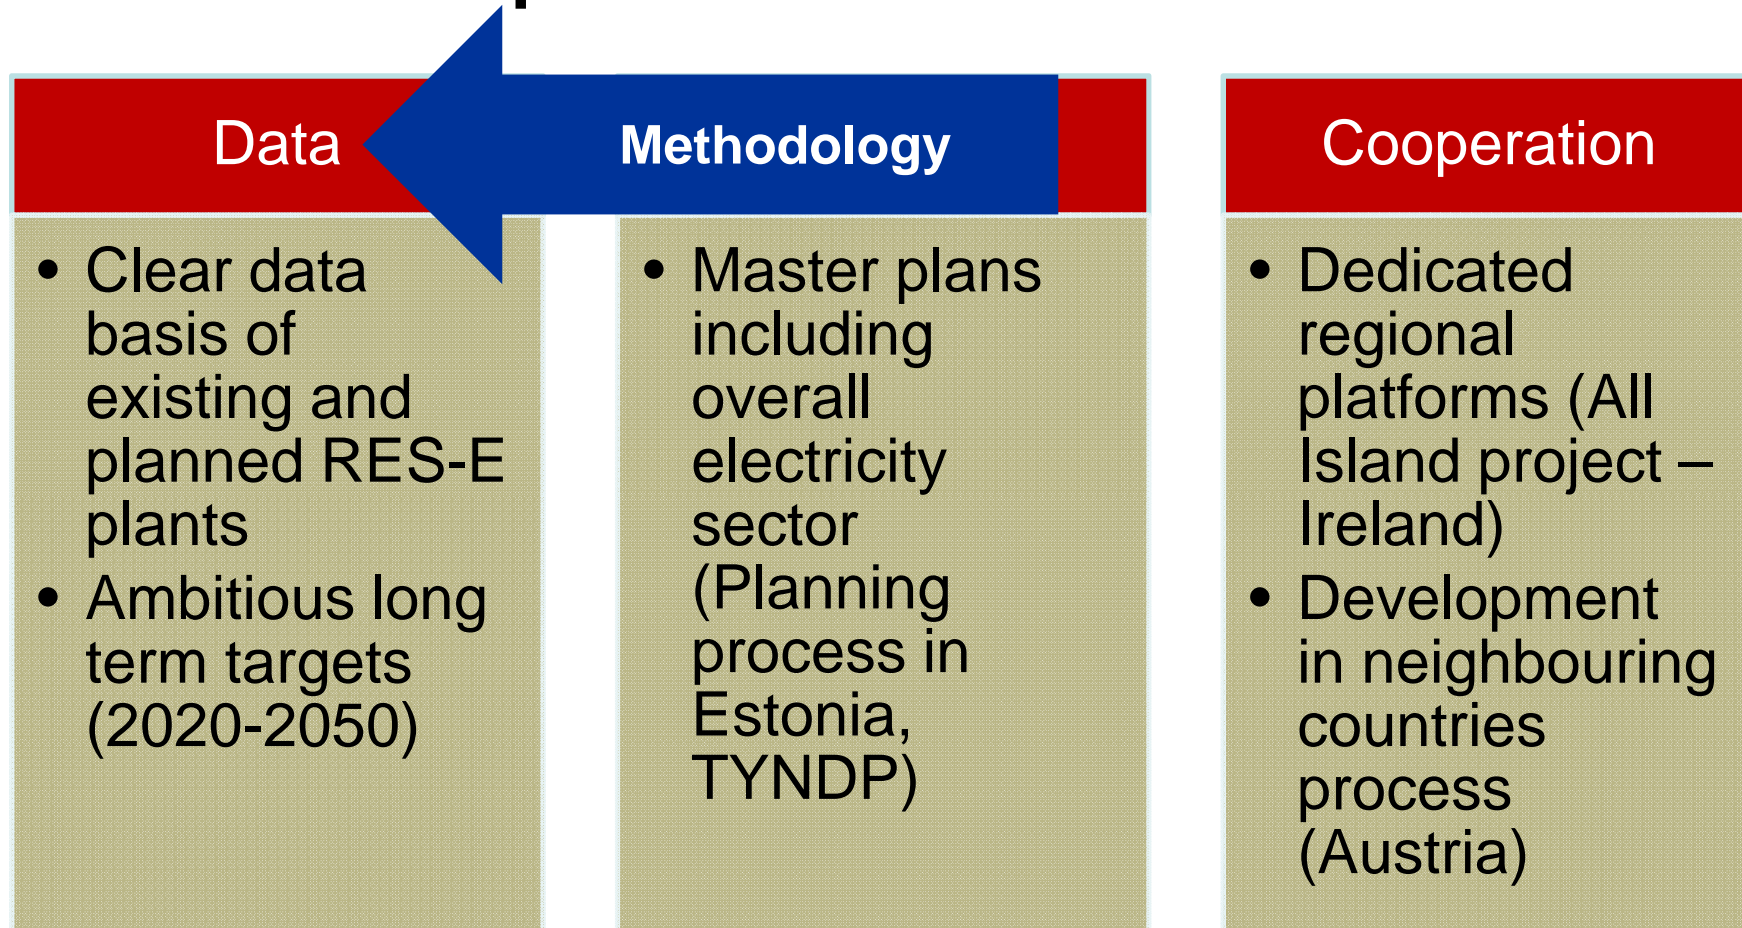 Data
• Clear data
basis of
existing and
planned RES-E
plants
• Ambitious long
term targets
(2020-2050)
Methodology
• Master plans
including
overall
electricity
sector
(Planning
process in
Estonia,
TYNDP)
Cooperation
• Dedicated
regional
platforms (All
Island project –
Ireland)
• Development
in neighbouring
countries
process
(Austria)